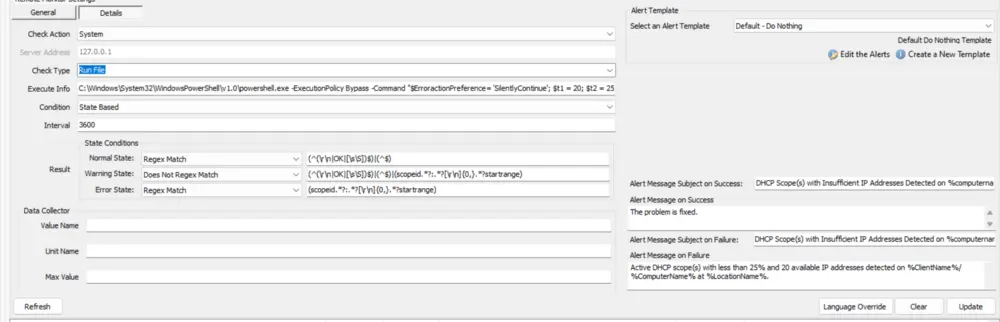 Remote Monitor Settings
General
Details
Check Action
System
Server Address
127.0.0.1
Check Type
Run File
Execute Info
C:\Windows\System32\WindowsPowerShell\v1.0\powershell.exe -ExecutionPolicy Bypass -Command "$ErroractionPreference= 'SilentlyContinue'; $t1 = 20; $t2 = 25
Condition
State Based
Interval
3600
State Conditions
Result
Normal State:
Regex Match
(^(\r\n|OK|[\s\S])$)|(^$)
Warning State:
Does Not Regex Match
(^(\r\n|OK|[\s\S])$)|(^$)|(scopeid.*?:.*?[\r\n]{0,}.*?startrange)
Error State:
Regex Match
(scopeid.*?:.*?[\r\n]{0,}.*?startrange)
Data Collector
Value Name
Unit Name
Max Value
Refresh
Alert Template
Select an Alert Template
Default - Do Nothing
Default Do Nothing Template
Edit the Alerts
Create a New Template
Alert Message Subject on Success:
DHCP Scope(s) with Insufficient IP Addresses Detected on %computerna
Alert Message on Success
The problem is fixed.
Alert Message Subject on Failure:
DHCP Scope(s) with Insufficient IP Addresses Detected on %computernar
Alert Message on Failure
Active DHCP scope(s) with less than 25% and 20 available IP addresses detected on %ClientName%/
%ComputerName% at %LocationName%.
Language Override
Clear
Update